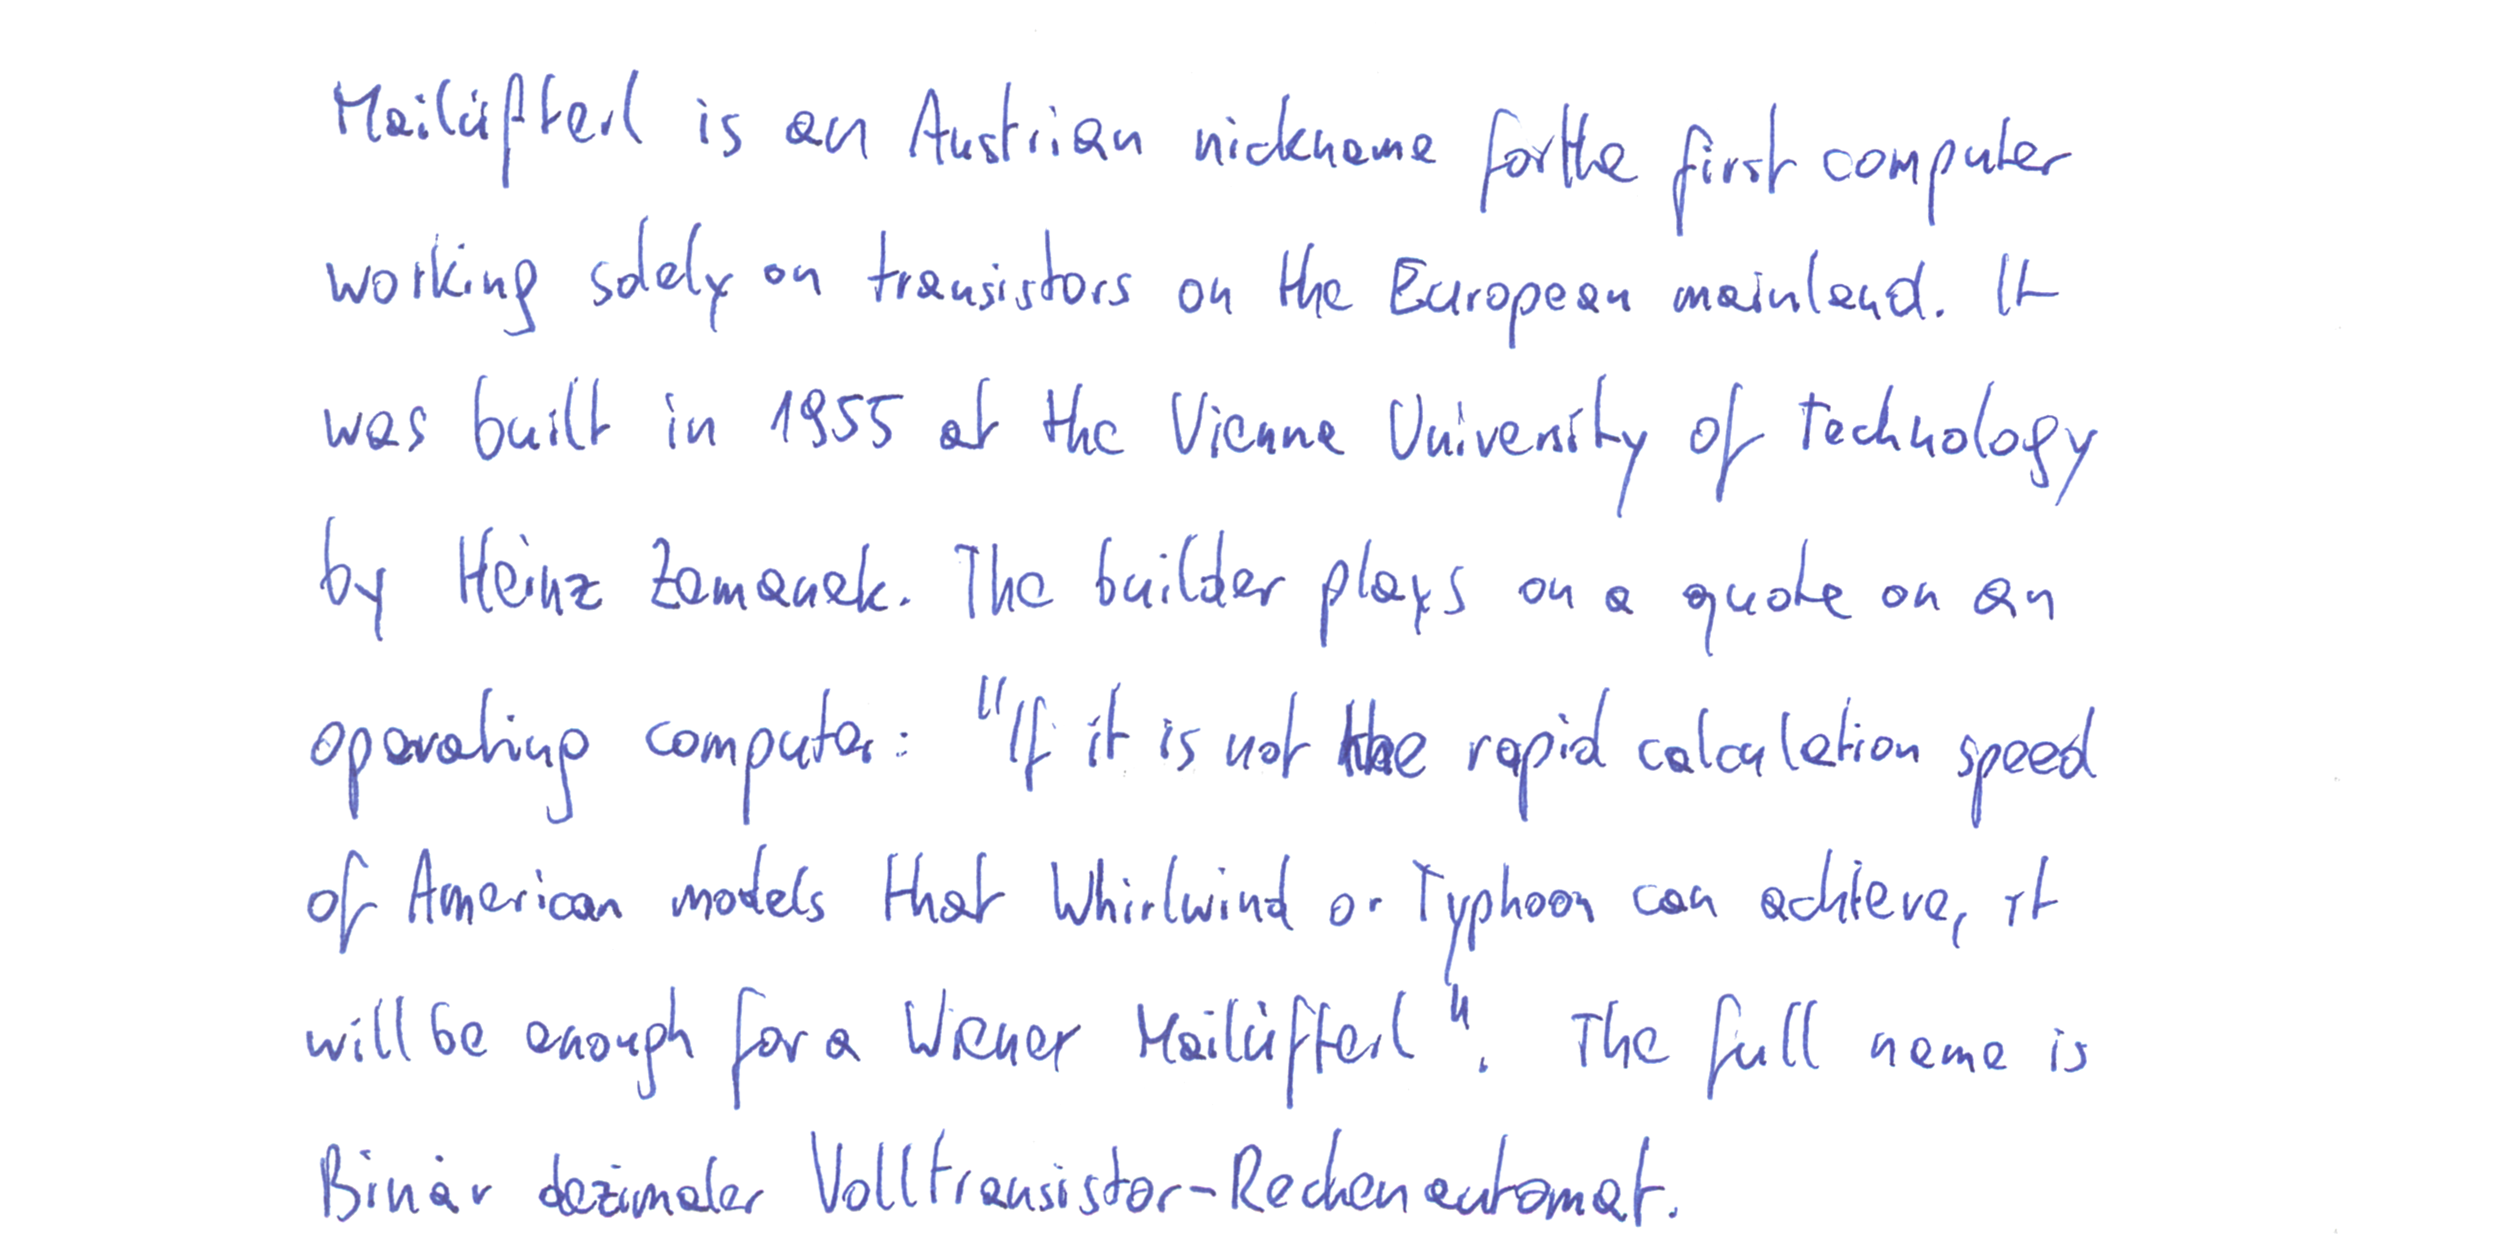 Mailüfterl is an Austrian nickname for the first computer
working solely on transistors on the European mainland. It
was built in 1955 at the Vienna University of Technology
by Heinz Zemanek. The builder plays on a quote on an
operating computer: "If it is not the rapid calculation speed
of American models that Whirlwind or Typhoon can achieve, it
will be enough for a Wiener Mailüfterl". The full name is
Binär dezimaler Volltransistor-Rechenautomat.